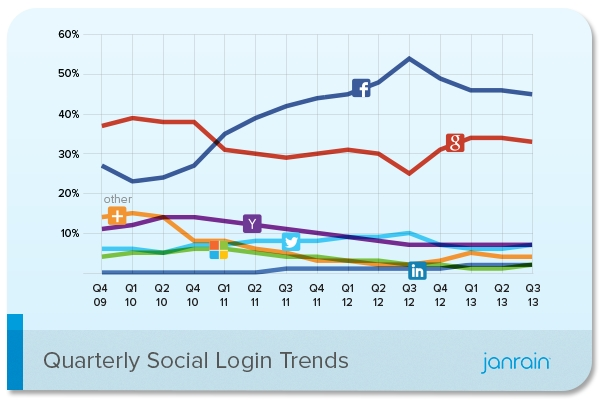 60%
50%
f
40%
g
30%
20%
other
+
Y
10%
in
Q4 Q1 Q2 Q4 Q1 Q2 Q3 Q4 Q1 Q2 Q3 Q4 Q1 Q2 Q3
09 10 10 10 11 11 11 11 12 12 12 12 13 13 13
Quarterly Social Login Trends
janrain